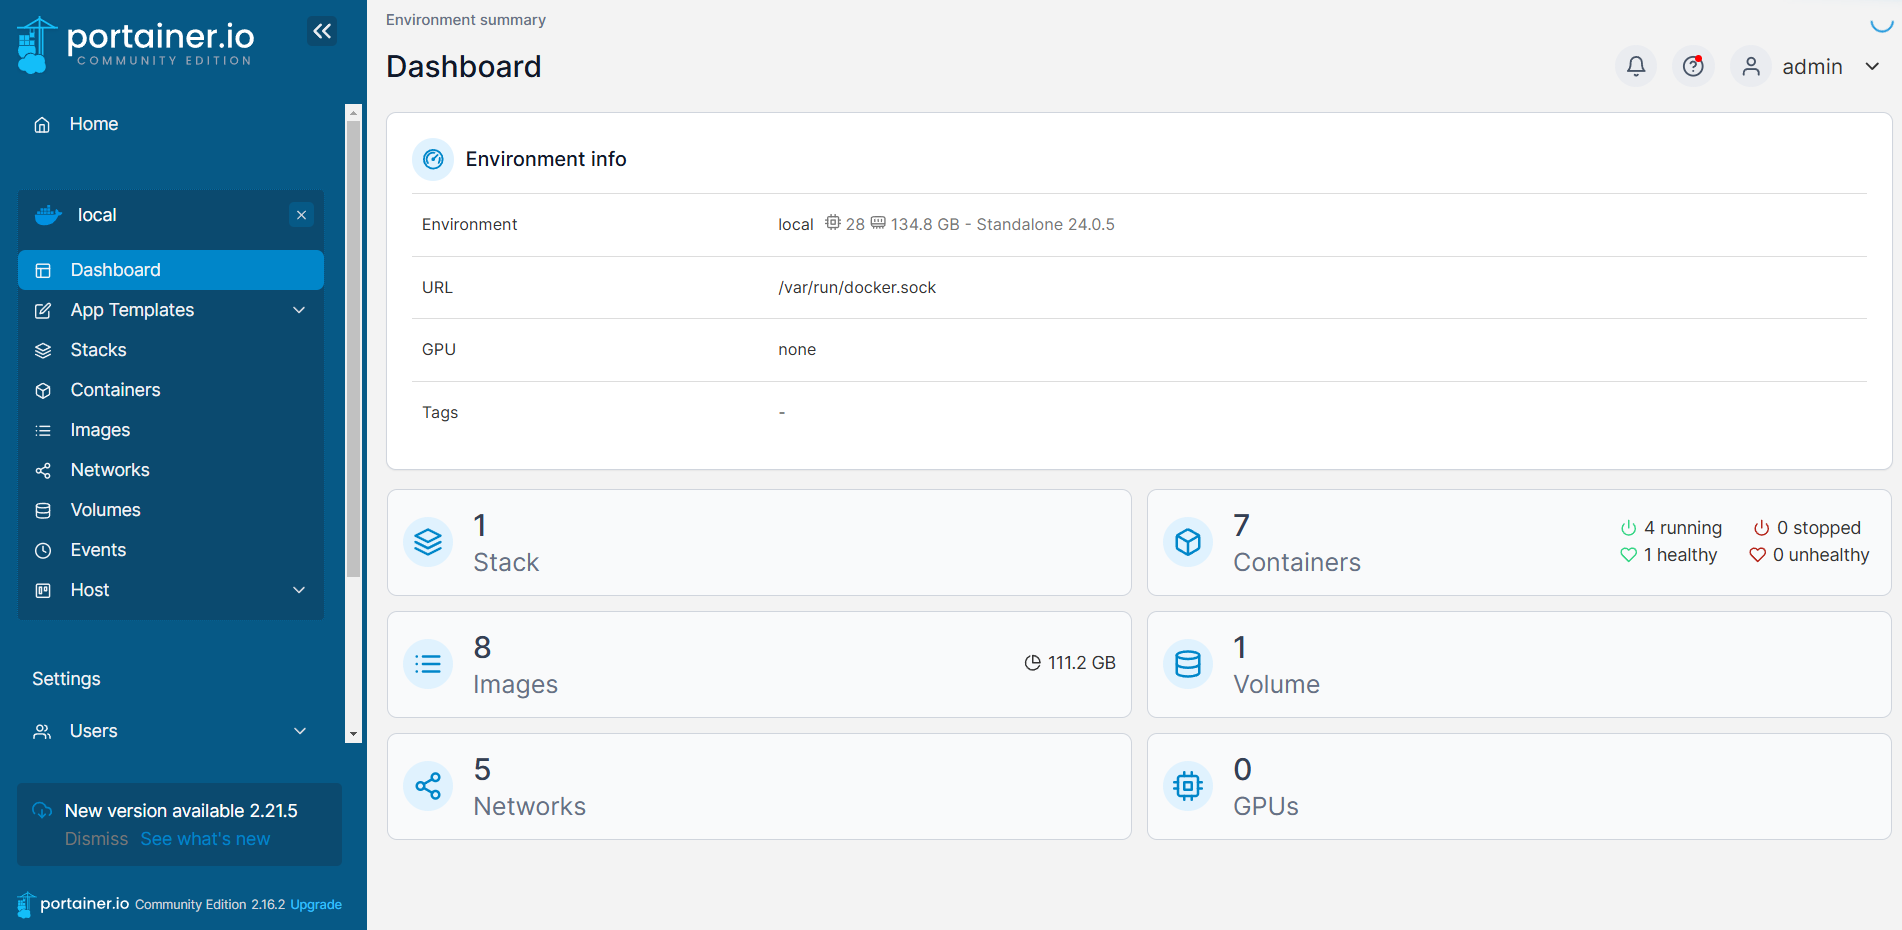 portainer.io
COMMUNITY EDITION
Home
local
Dashboard
App Templates
Stacks
Containers
Images
Networks
Volumes
Events
Host
Settings
Users
New version available 2.21.5
Dismiss See what's new
portainer.io Community Edition 2.16.2 Upgrade
Environment summary
Dashboard
admin
Environment info
Environment local 28 134.8 GB - Standalone 24.0.5
URL /var/run/docker.sock
GPU none
Tags -
1
Stack
7
Containers
4 running 0 stopped
1 healthy 0 unhealthy
8
Images
111.2 GB
1
Volume
5
Networks
0
GPUs